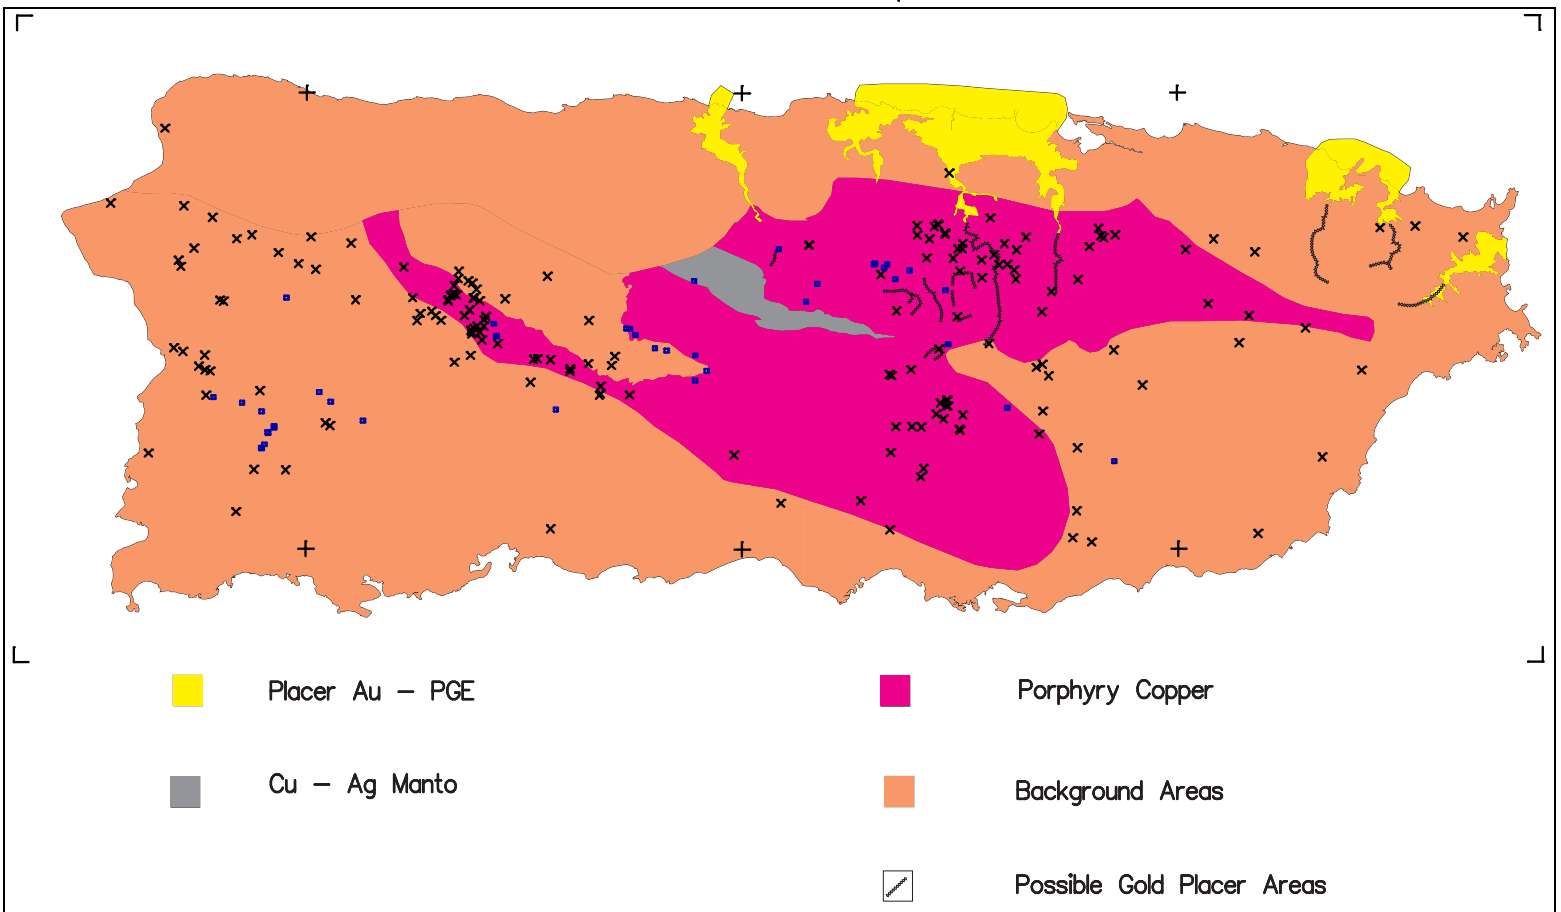 Placer Au – PGE
Porphyry Copper
Cu – Ag Manto
Background Areas
Possible Gold Placer Areas